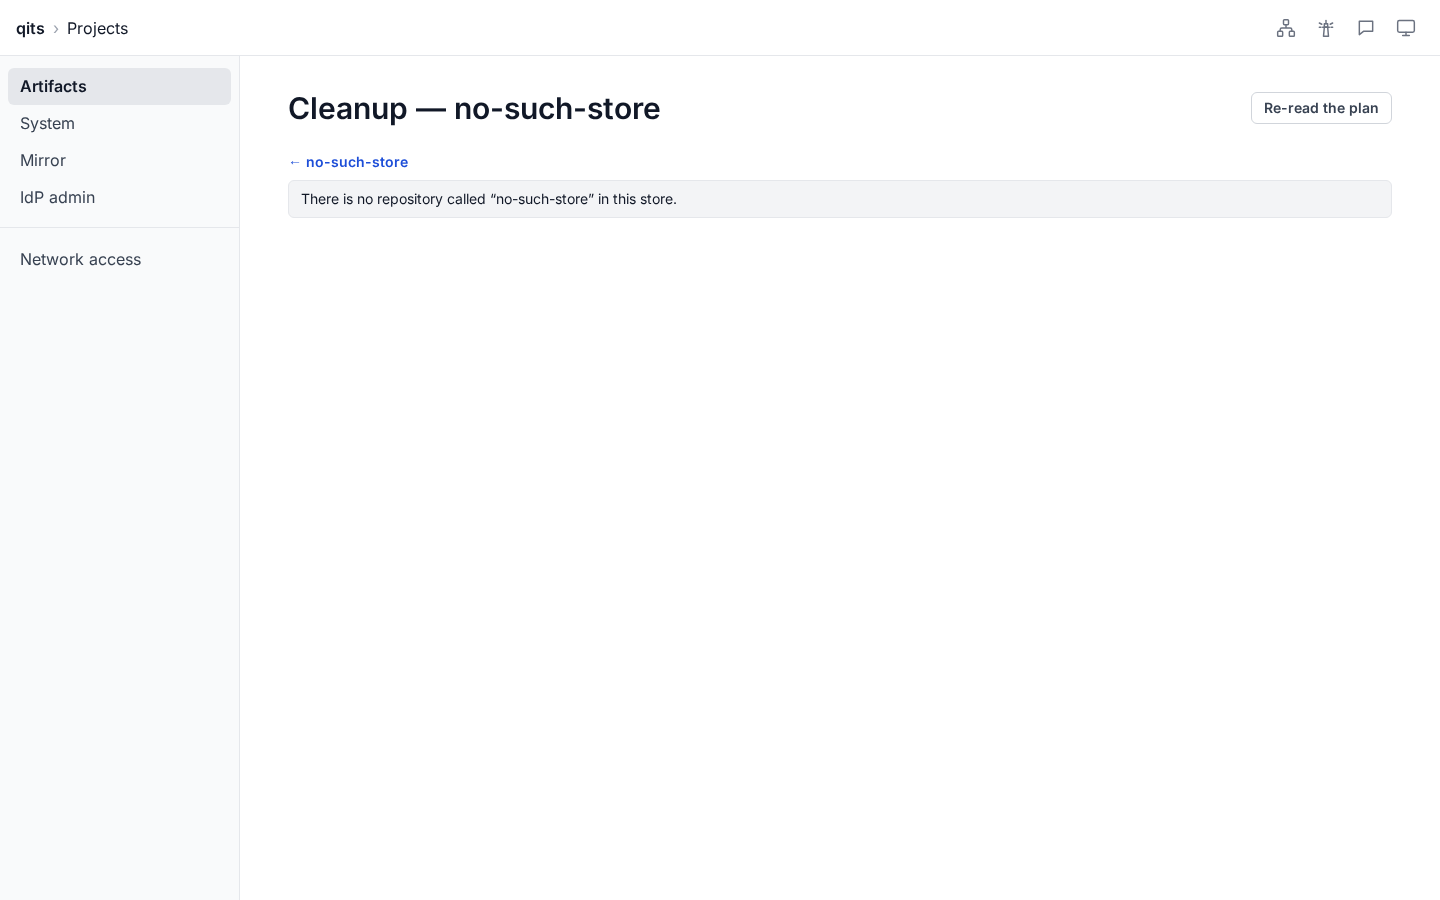 qits › Projects
Artifacts
System
Mirror
IdP admin
Network access
Cleanup — no-such-store
Re-read the plan
← no-such-store
There is no repository called “no-such-store” in this store.